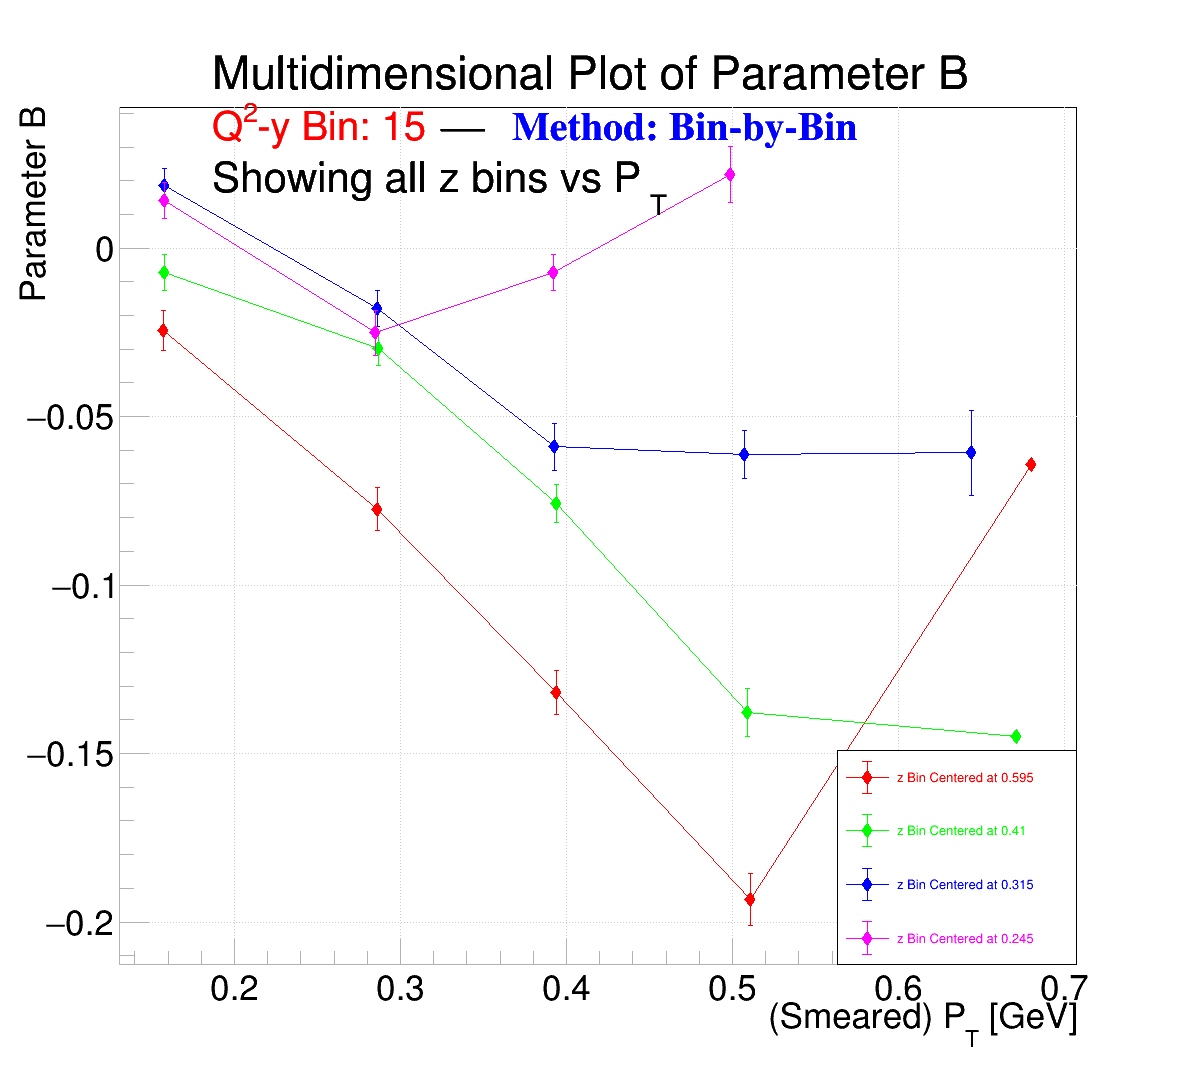 Multidimensional Plot of Parameter B
Q²-y Bin: 15 — Method: Bin-by-Bin
Showing all z bins vs P_T
Parameter B
0
−0.05
−0.1
−0.15
−0.2
z Bin Centered at 0.595
z Bin Centered at 0.41
z Bin Centered at 0.315
z Bin Centered at 0.245
0.2 0.3 0.4 0.5 0.6 0.7
(Smeared) P_T [GeV]